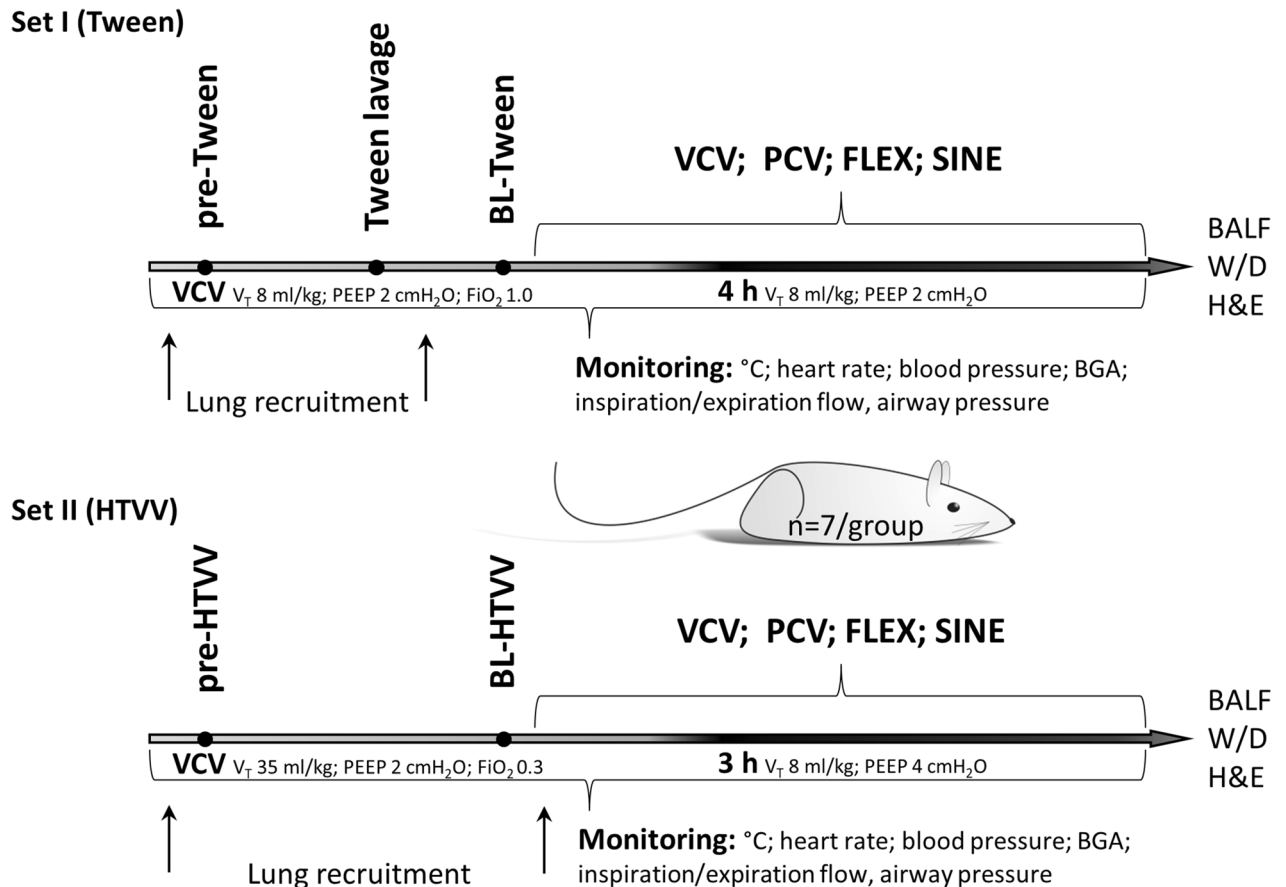 Set I (Tween)
pre-Tween
Tween lavage
BL-Tween
VCV; PCV; FLEX; SINE
BALF
W/D
H&E
VCV V_T 8 ml/kg; PEEP 2 cmH₂O; FiO₂ 1.0
4 h V_T 8 ml/kg; PEEP 2 cmH₂O
Lung recruitment
Monitoring: °C; heart rate; blood pressure; BGA;
inspiration/expiration flow, airway pressure
n=7/group
Set II (HTVV)
pre-HTVV
BL-HTVV
VCV; PCV; FLEX; SINE
BALF
W/D
H&E
VCV V_T 35 ml/kg; PEEP 2 cmH₂O; FiO₂ 0.3
3 h V_T 8 ml/kg; PEEP 4 cmH₂O
Lung recruitment
Monitoring: °C; heart rate; blood pressure; BGA;
inspiration/expiration flow, airway pressure